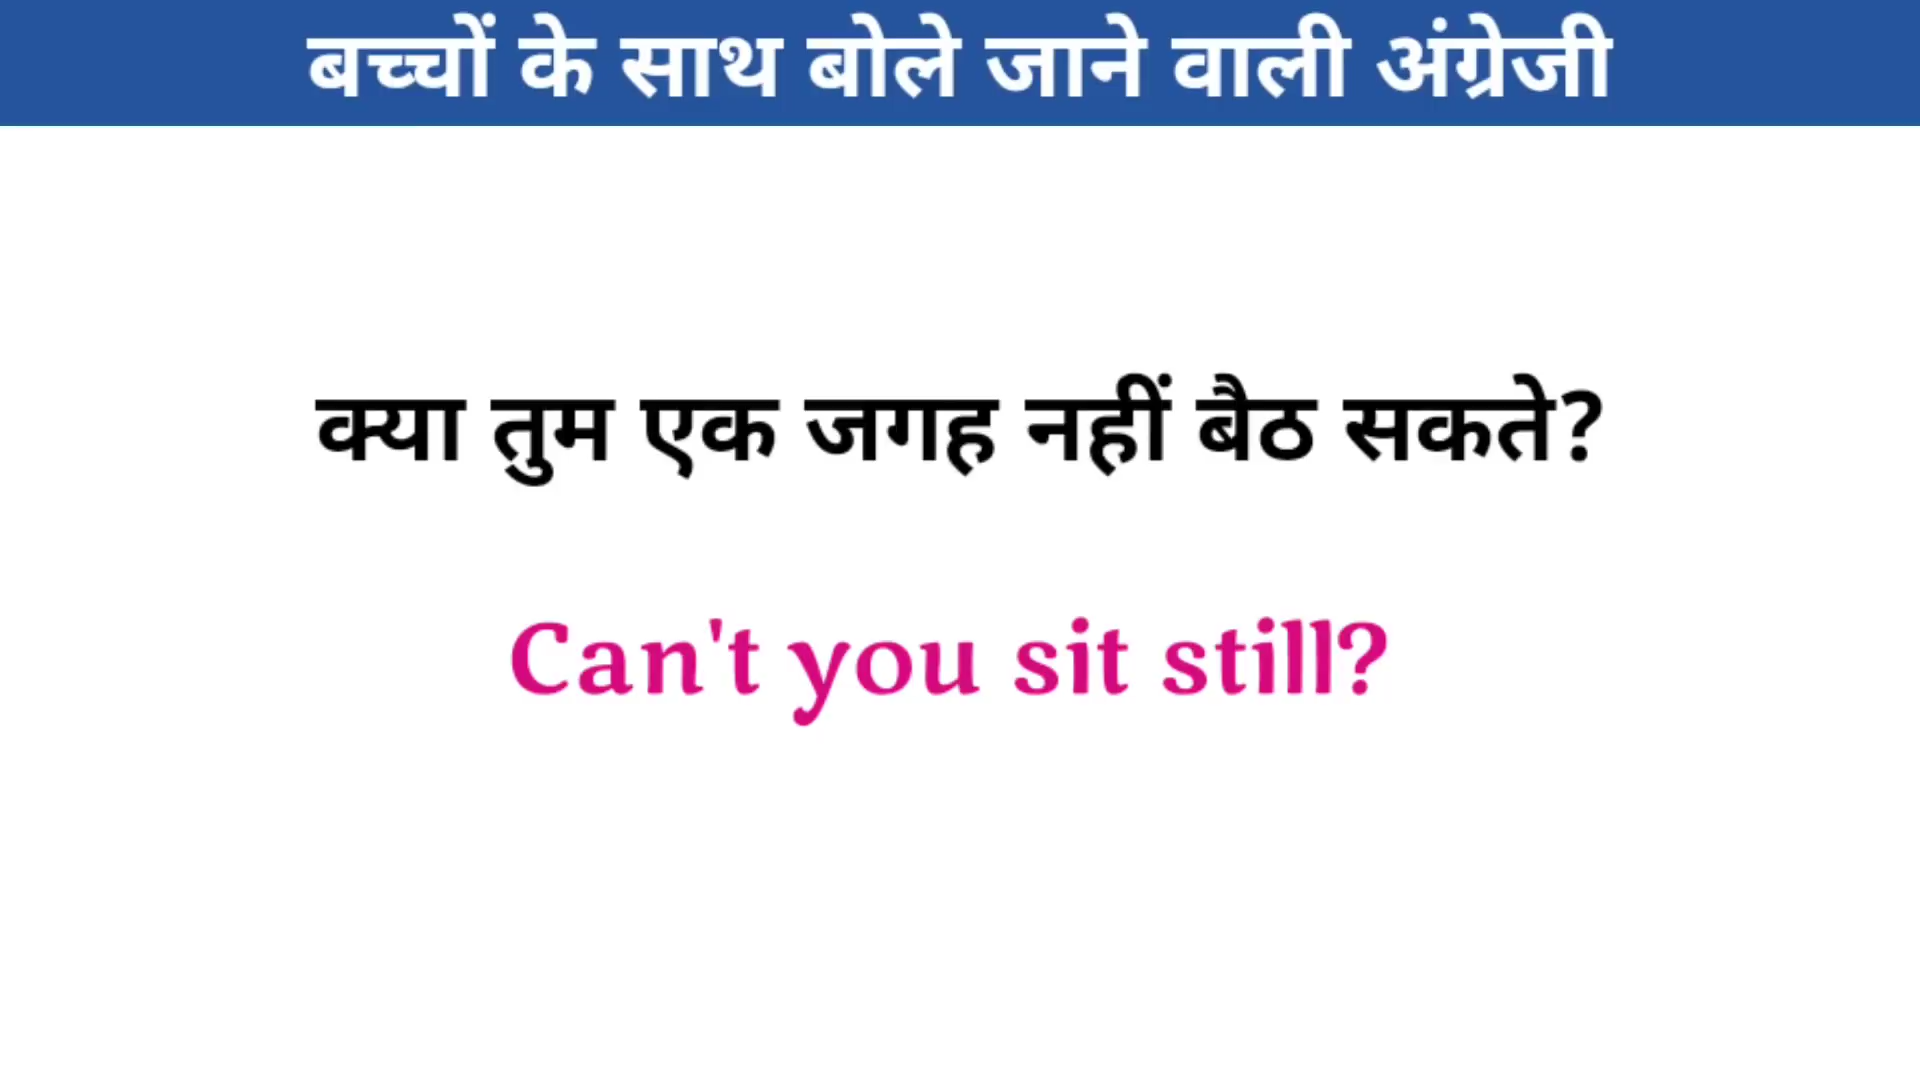 बच्चों के साथ बोले जाने वाली अंग्रेजी
क्या तुम एक जगह नहीं बैठ सकते?
Can't you sit still?